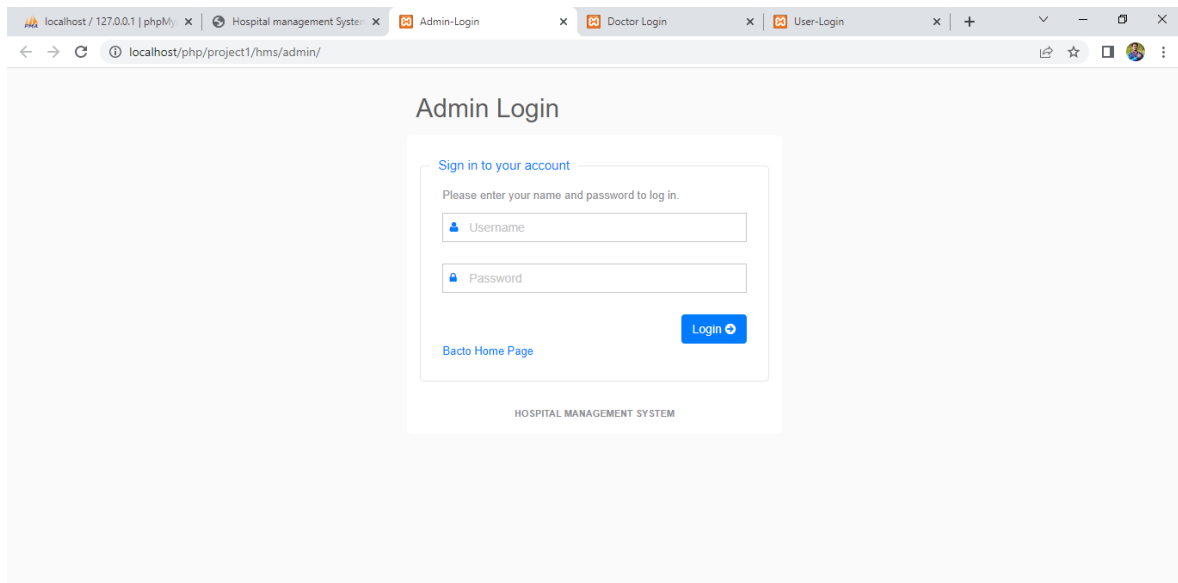 localhost / 127.0.0.1 | phpMy
Hospital management System
Admin-Login
Doctor Login
User-Login
localhost/php/project1/hms/admin/
Admin Login
Sign in to your account
Please enter your name and password to log in.
Username
Password
Login
Bacto Home Page
HOSPITAL MANAGEMENT SYSTEM